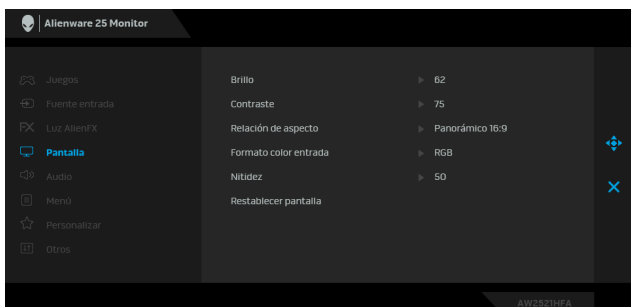 Alienware 25 Monitor
Juegos
Fuente entrada
FX Luz AlienFX
Pantalla
Audio
Menú
Personalizar
Otros
Brillo 62
Contraste 75
Relación de aspecto Panorámico 16:9
Formato color entrada RGB
Nitidez 50
Restablecer pantalla
AW2521HFA